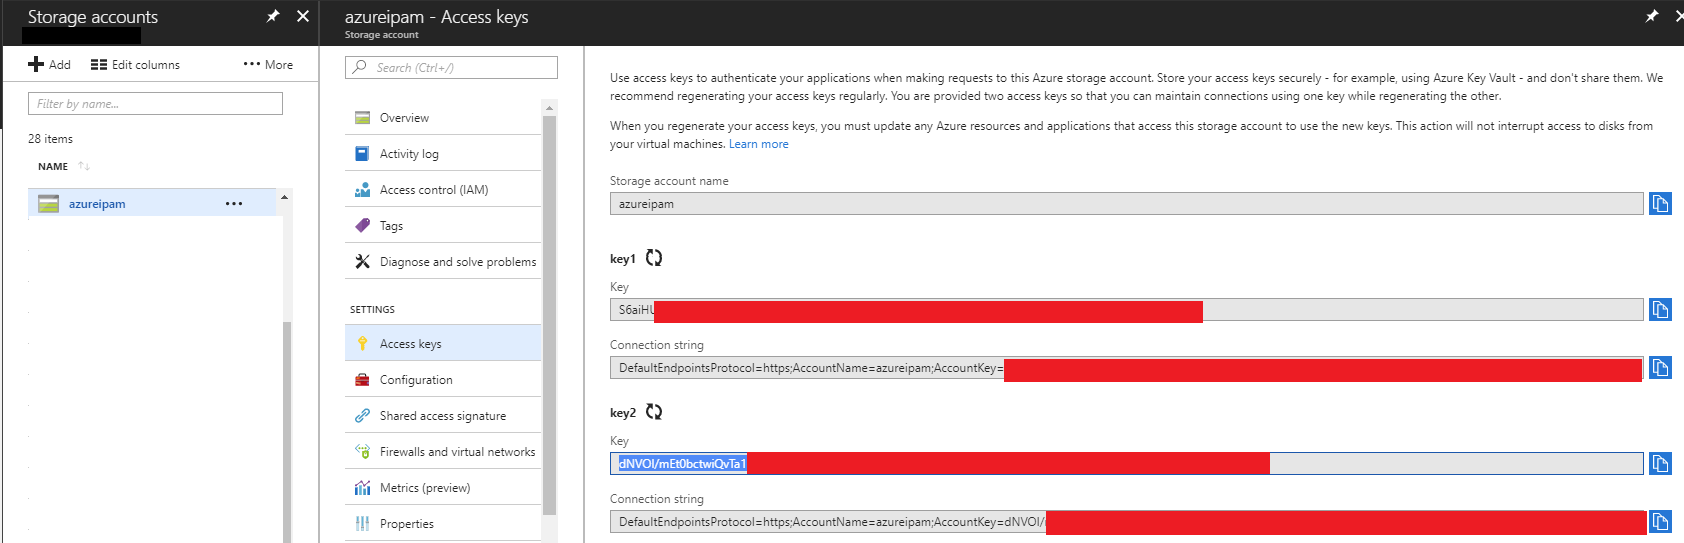 Storage accounts
Add
Edit columns
More
Filter by name...
28 items
NAME
azureipam
azureipam - Access keys
Storage account
Search (Ctrl+/)
Overview
Activity log
Access control (IAM)
Tags
Diagnose and solve problems
SETTINGS
Access keys
Configuration
Shared access signature
Firewalls and virtual networks
Metrics (preview)
Properties
Use access keys to authenticate your applications when making requests to this Azure storage account. Store your access keys securely - for example, using Azure Key Vault - and don't share them. We
recommend regenerating your access keys regularly. You are provided two access keys so that you can maintain connections using one key while regenerating the other.
When you regenerate your access keys, you must update any Azure resources and applications that access this storage account to use the new keys. This action will not interrupt access to disks from
your virtual machines. Learn more
Storage account name
azureipam
key1
Key
S6aiHU
Connection string
DefaultEndpointsProtocol=https;AccountName=azureipam;AccountKey=
key2
Key
dNVOI/mEt0bctwiQvTa1
Connection string
DefaultEndpointsProtocol=https;AccountName=azureipam;AccountKey=dNVOI/